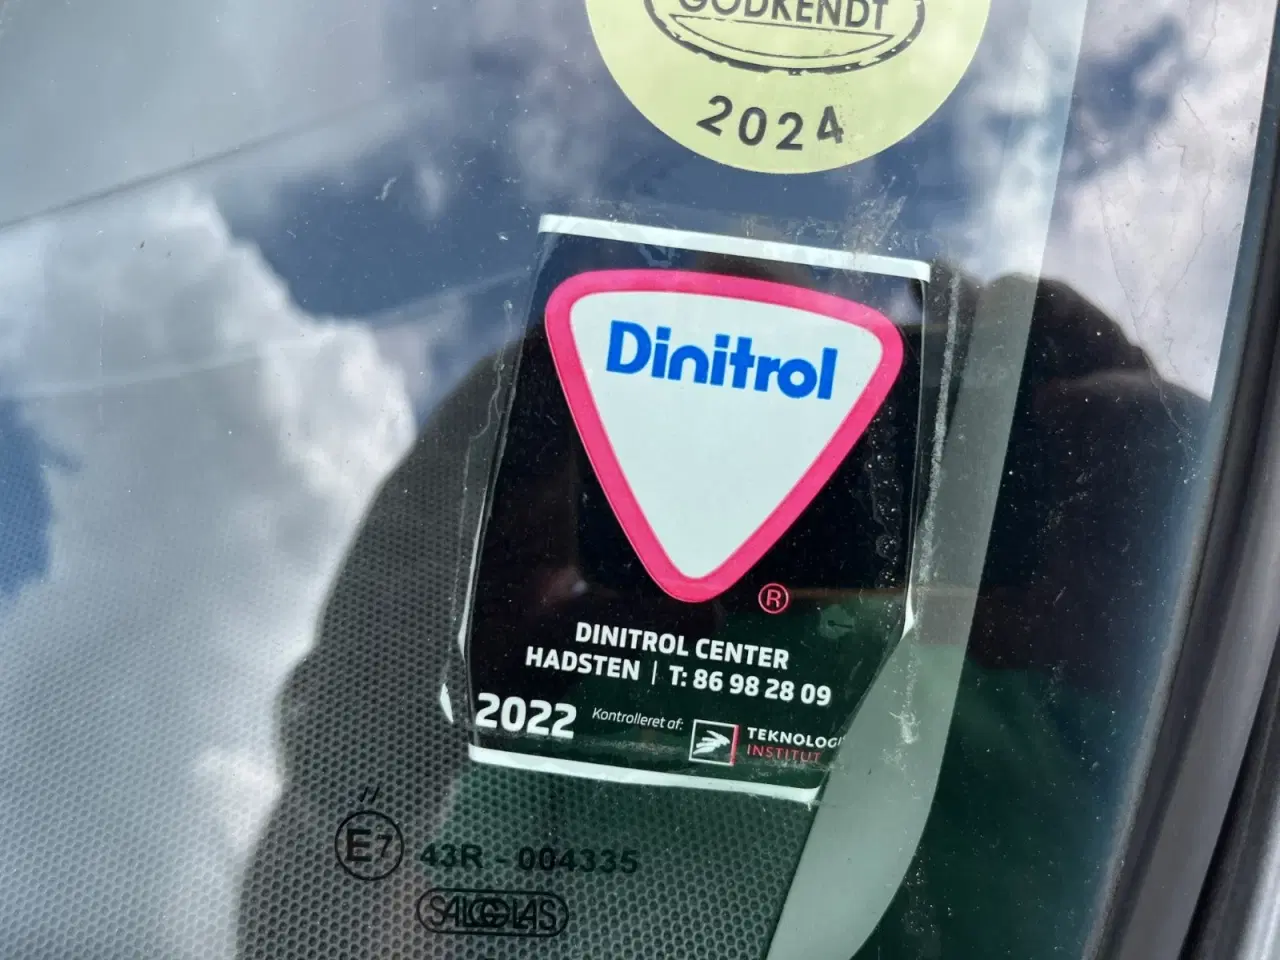 GODKENDT
2024
Dinitrol
®
DINITROL CENTER
HADSTEN | T: 86 98 28 09
2022 Kontrolleret af: TEKNOLOGI
INSTITUT
E7 43R - 004335